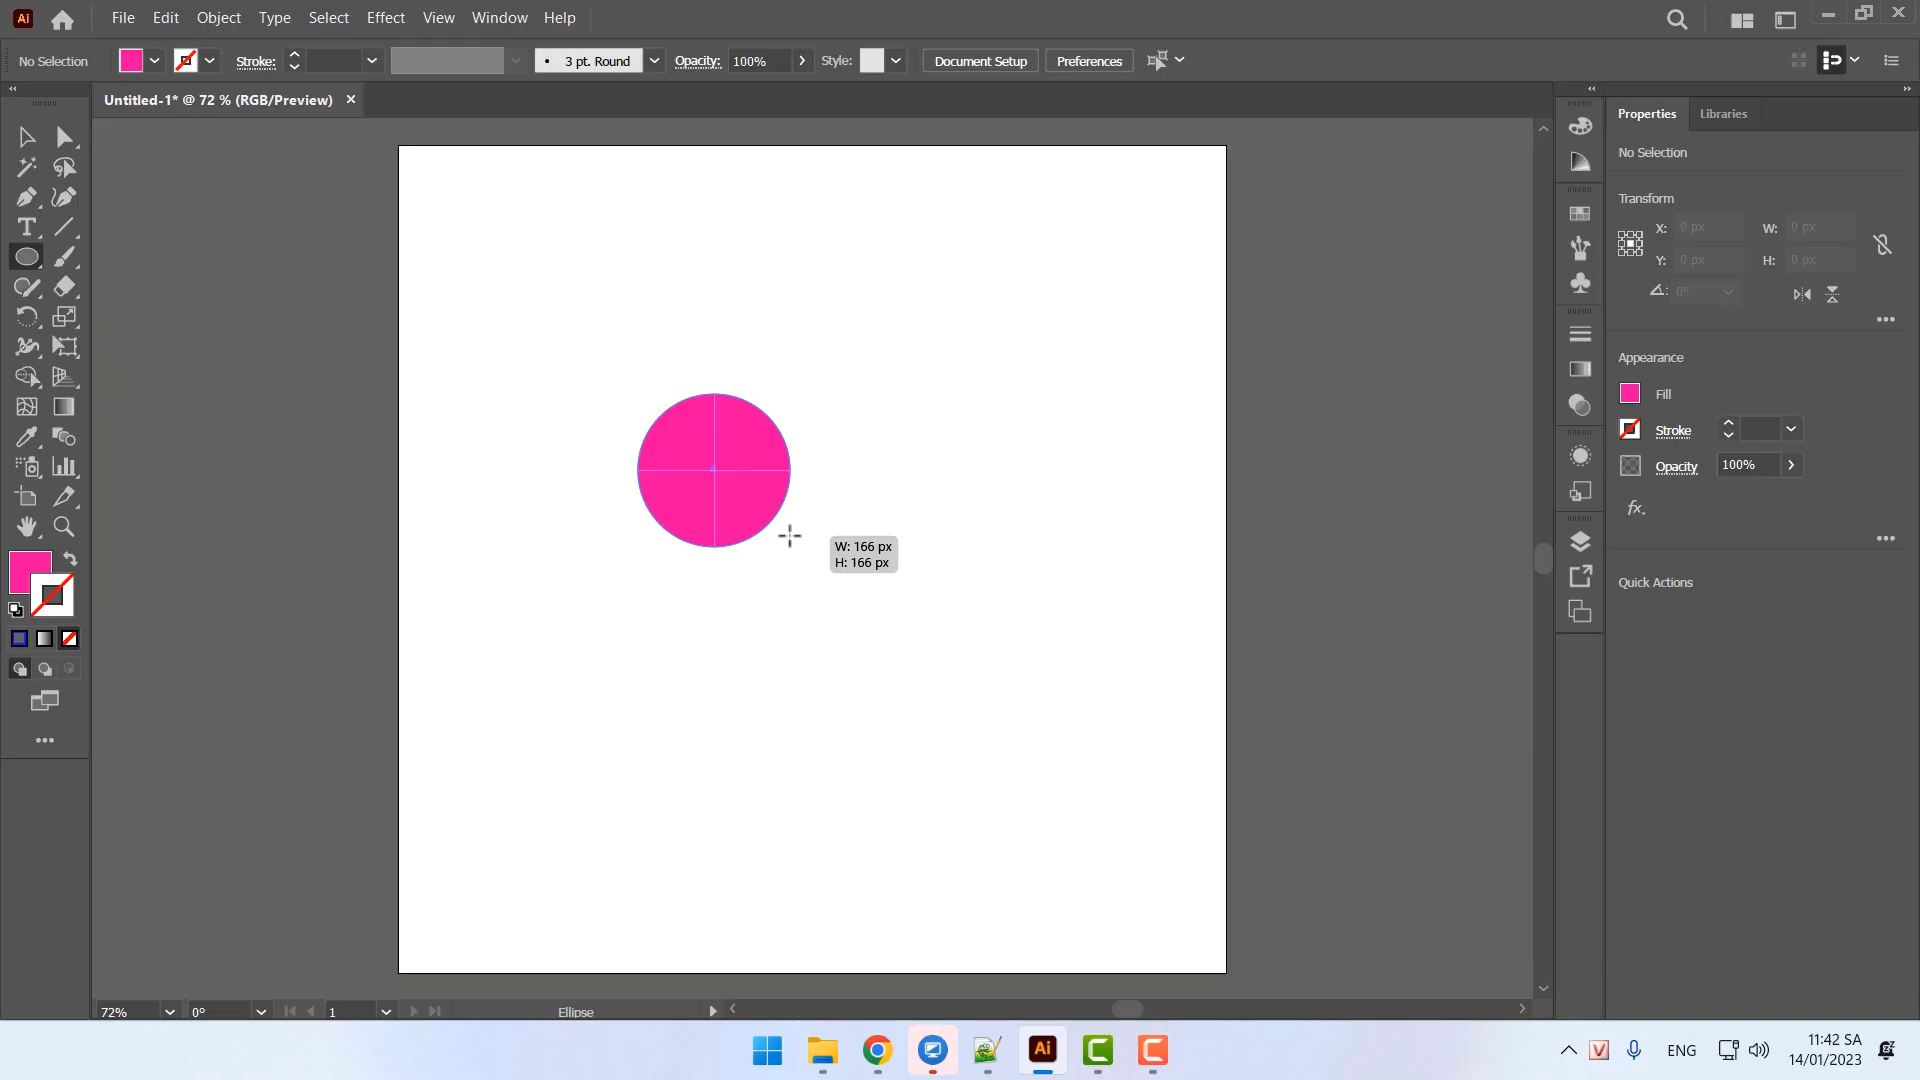 Ai File Edit Object Type Select Effect View Window Help
No Selection Stroke: 3 pt. Round Opacity: 100% Style: Document Setup Preferences
Untitled-1* @ 72 % (RGB/Preview)
Properties Libraries
No Selection
Transform
X: 0 px W: 0 px
Y: 0 px H: 0 px
0°
Appearance
Fill
Stroke
Opacity 100%
fx.
Quick Actions
W: 166 px
H: 166 px
72% 0° 1 Ellipse
Ai ENG 11:42 SA
14/01/2023